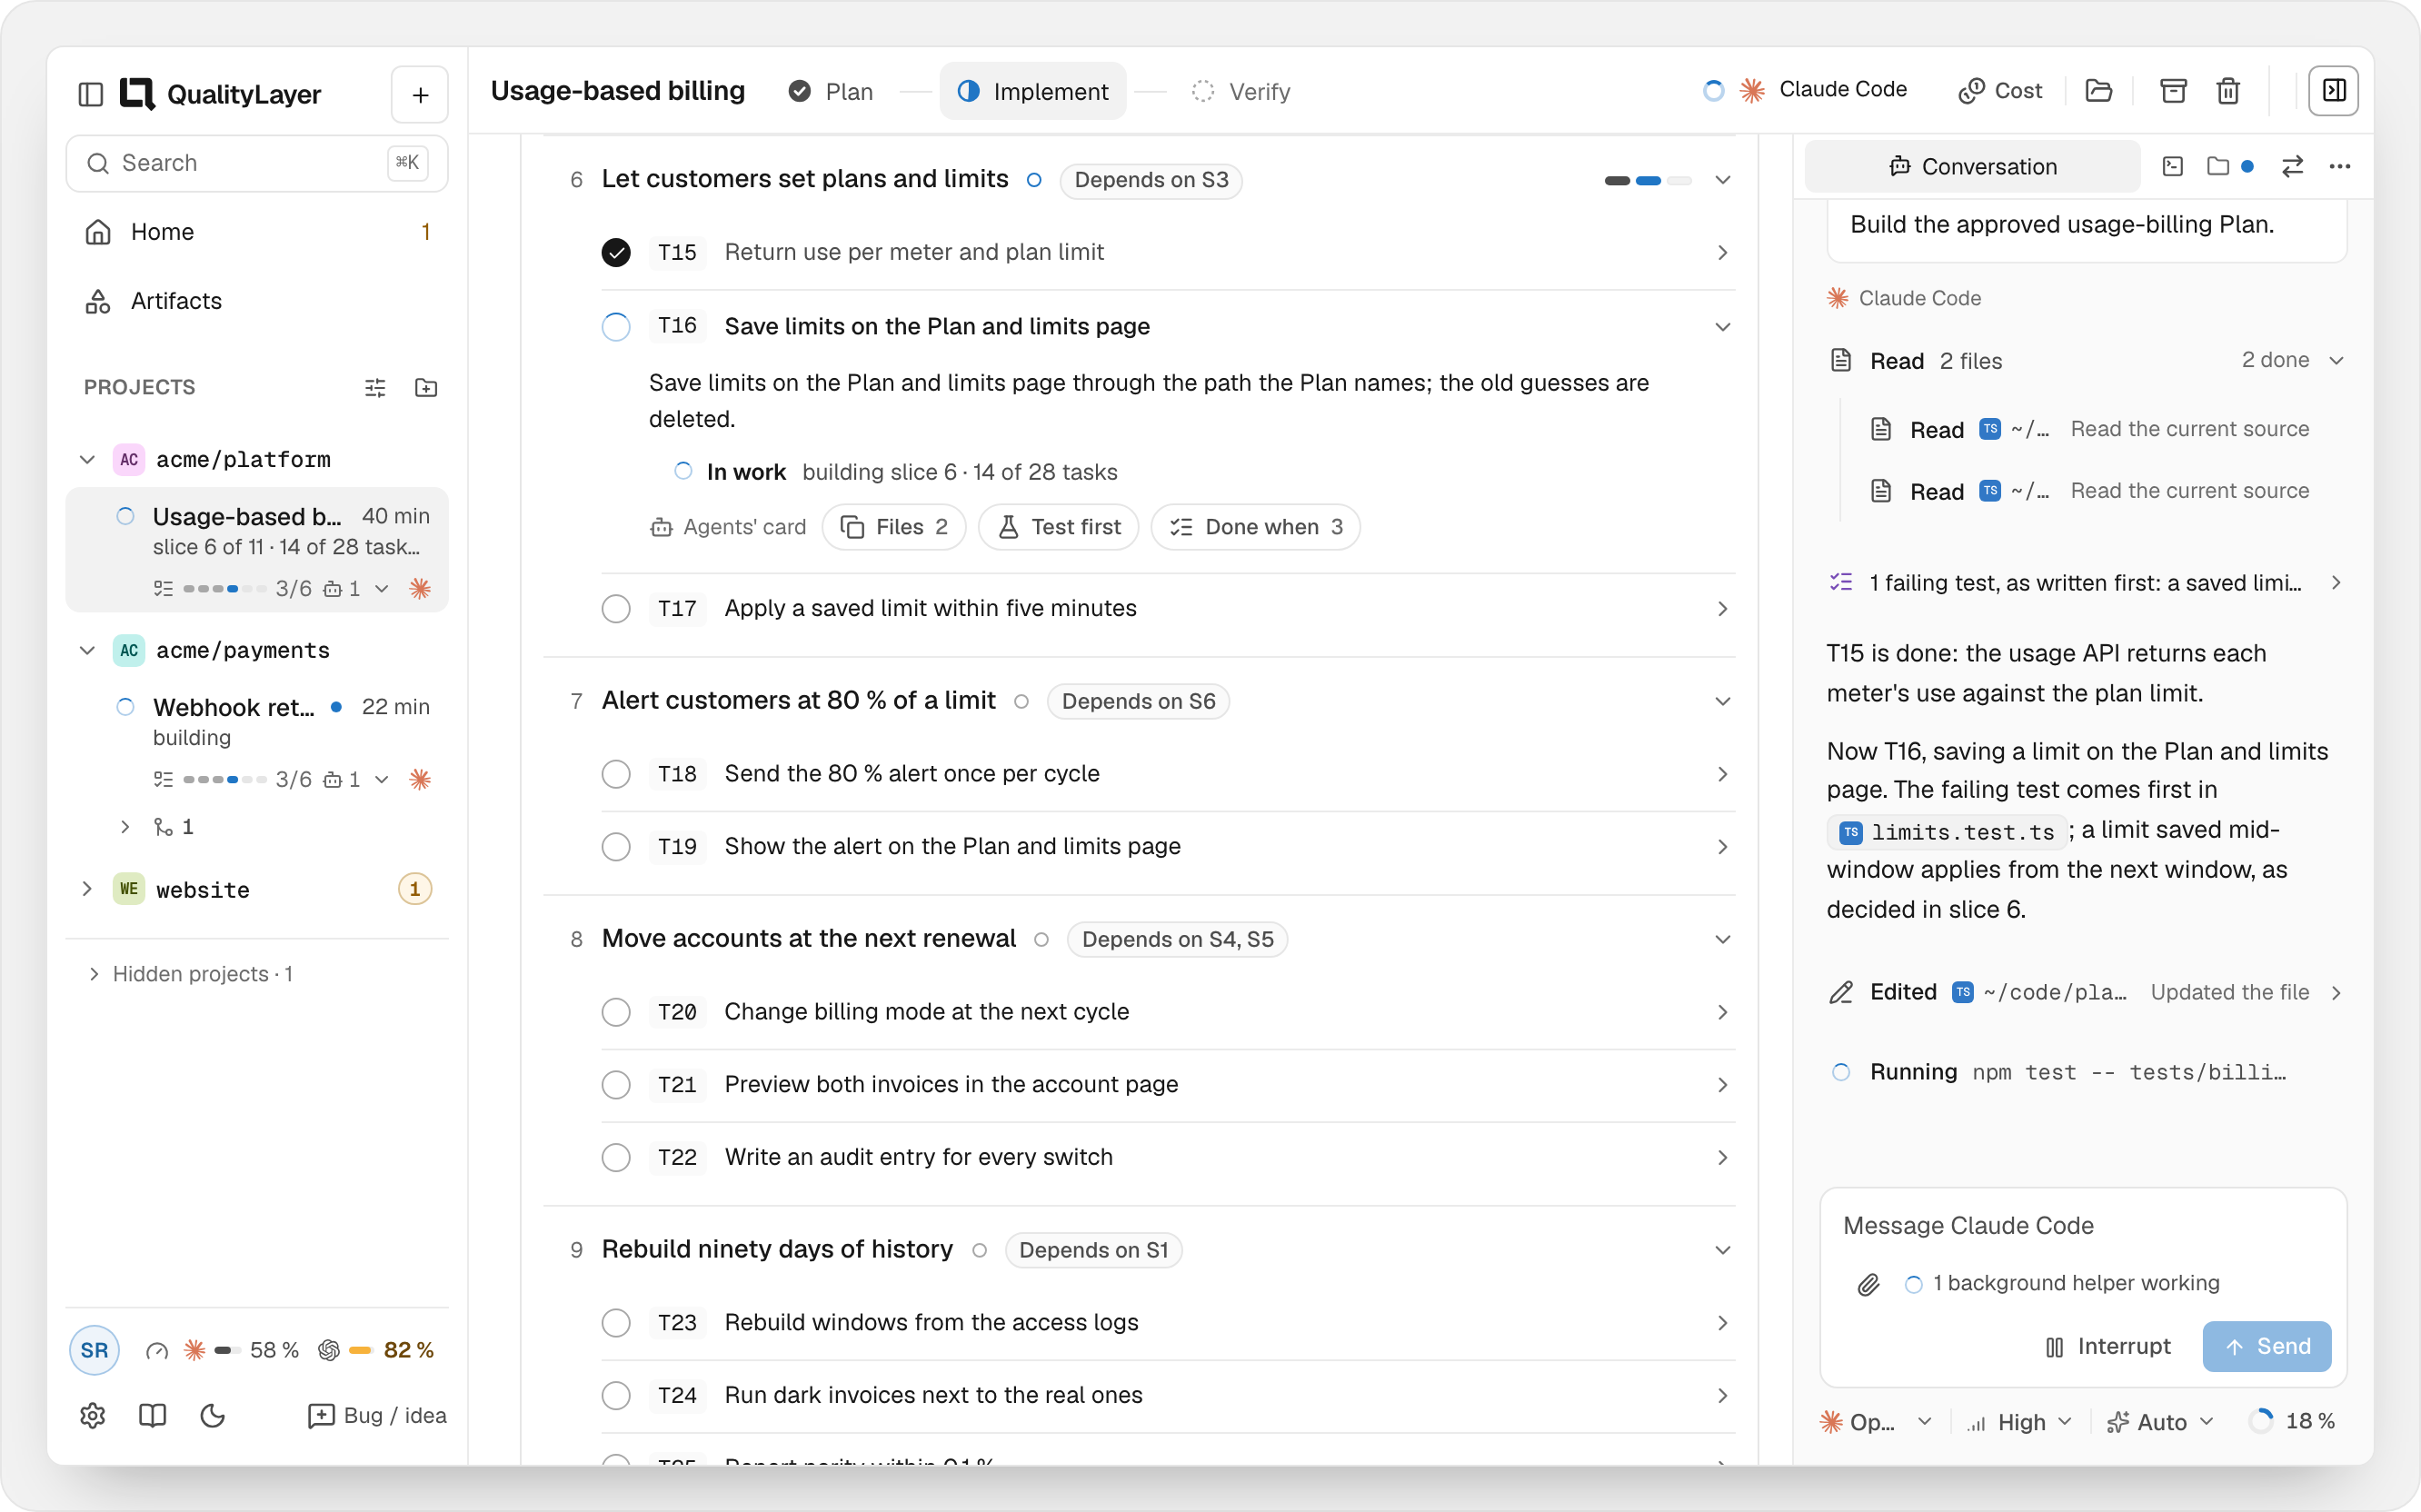 QualityLayer
Search ⌘K
Home 1
Artifacts
PROJECTS
AC acme/platform
Usage-based b... 40 min
slice 6 of 11 · 14 of 28 task...
3/6 1
AC acme/payments
Webhook ret... 22 min
building
3/6 1
1
WE website 1
Hidden projects · 1
SR 58 % 82 %
Bug / idea
Usage-based billing Plan Implement Verify
Claude Code Cost
6 Let customers set plans and limits Depends on S3
T15 Return use per meter and plan limit
T16 Save limits on the Plan and limits page
Save limits on the Plan and limits page through the path the Plan names; the old guesses are
deleted.
In work building slice 6 · 14 of 28 tasks
Agents' card Files 2 Test first Done when 3
T17 Apply a saved limit within five minutes
7 Alert customers at 80 % of a limit Depends on S6
T18 Send the 80 % alert once per cycle
T19 Show the alert on the Plan and limits page
8 Move accounts at the next renewal Depends on S4, S5
T20 Change billing mode at the next cycle
T21 Preview both invoices in the account page
T22 Write an audit entry for every switch
9 Rebuild ninety days of history Depends on S1
T23 Rebuild windows from the access logs
T24 Run dark invoices next to the real ones
Conversation
Build the approved usage-billing Plan.
Claude Code
Read 2 files 2 done
Read TS ~/... Read the current source
Read TS ~/... Read the current source
1 failing test, as written first: a saved limi...
T15 is done: the usage API returns each
meter's use against the plan limit.
Now T16, saving a limit on the Plan and limits
page. The failing test comes first in
TS limits.test.ts ; a limit saved mid-
window applies from the next window, as
decided in slice 6.
Edited TS ~/code/pla... Updated the file
Running npm test -- tests/billi...
Message Claude Code
1 background helper working
Interrupt Send
Op... High Auto 18 %